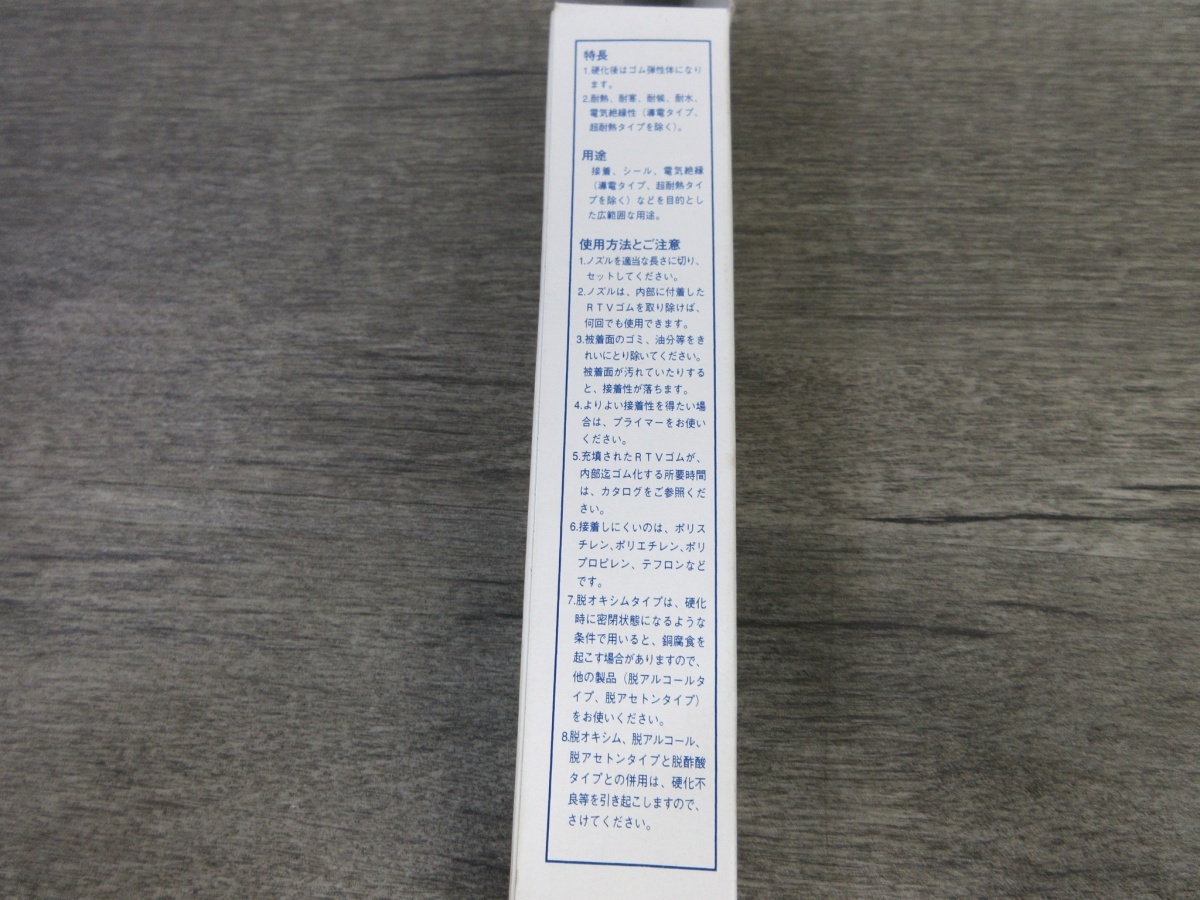 特長
1.硬化後はゴム弾性体になり
ます。
2.耐熱、耐寒、耐候、耐水、
電気絶縁性（導電タイプ、
超耐熱タイプを除く）。
用途
接着、シール、電気絶縁
（導電タイプ、超耐熱タイ
プを除く）などを目的とし
た広範囲な用途。
使用方法とご注意
1.ノズルを適当な長さに切り、
セットしてください。
2.ノズルは、内部に付着した
RTVゴムを取り除けば、
何回でも使用できます。
3.被着面のゴミ、油分等をき
れいにとり除いてください。
被着面が汚れていたりする
と、接着性が落ちます。
4.よりよい接着性を得たい場
合は、プライマーをお使い
ください。
5.充填されたRTVゴムが、
内部迄ゴム化する所要時間
は、カタログをご参照くだ
さい。
6.接着しにくいのは、ポリス
チレン、ポリエチレン、ポリ
プロピレン、テフロンなど
です。
7.脱オキシムタイプは、硬化
時に密閉状態になるような
条件で用いると、銅腐食を
起こす場合がありますので、
他の製品（脱アルコールタ
イプ、脱アセトンタイプ）
をお使いください。
8.脱オキシム、脱アルコール、
脱アセトンタイプと脱酢酸
タイプとの併用は、硬化不
良等を引き起こしますので、
さけてください。